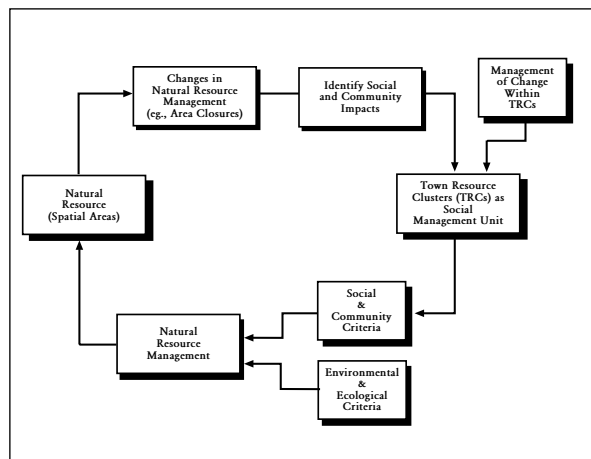 Changes in
Natural Resource
Management
(eg., Area Closures)
Identify Social
and Community
Impacts
Management
of Change
Within
TRCs
Natural
Resource
(Spatial Areas)
Town Resource
Clusters (TRCs) as
Social
Management Unit
Social
&
Community
Criteria
Natural
Resource
Management
Environmental
&
Ecological
Criteria